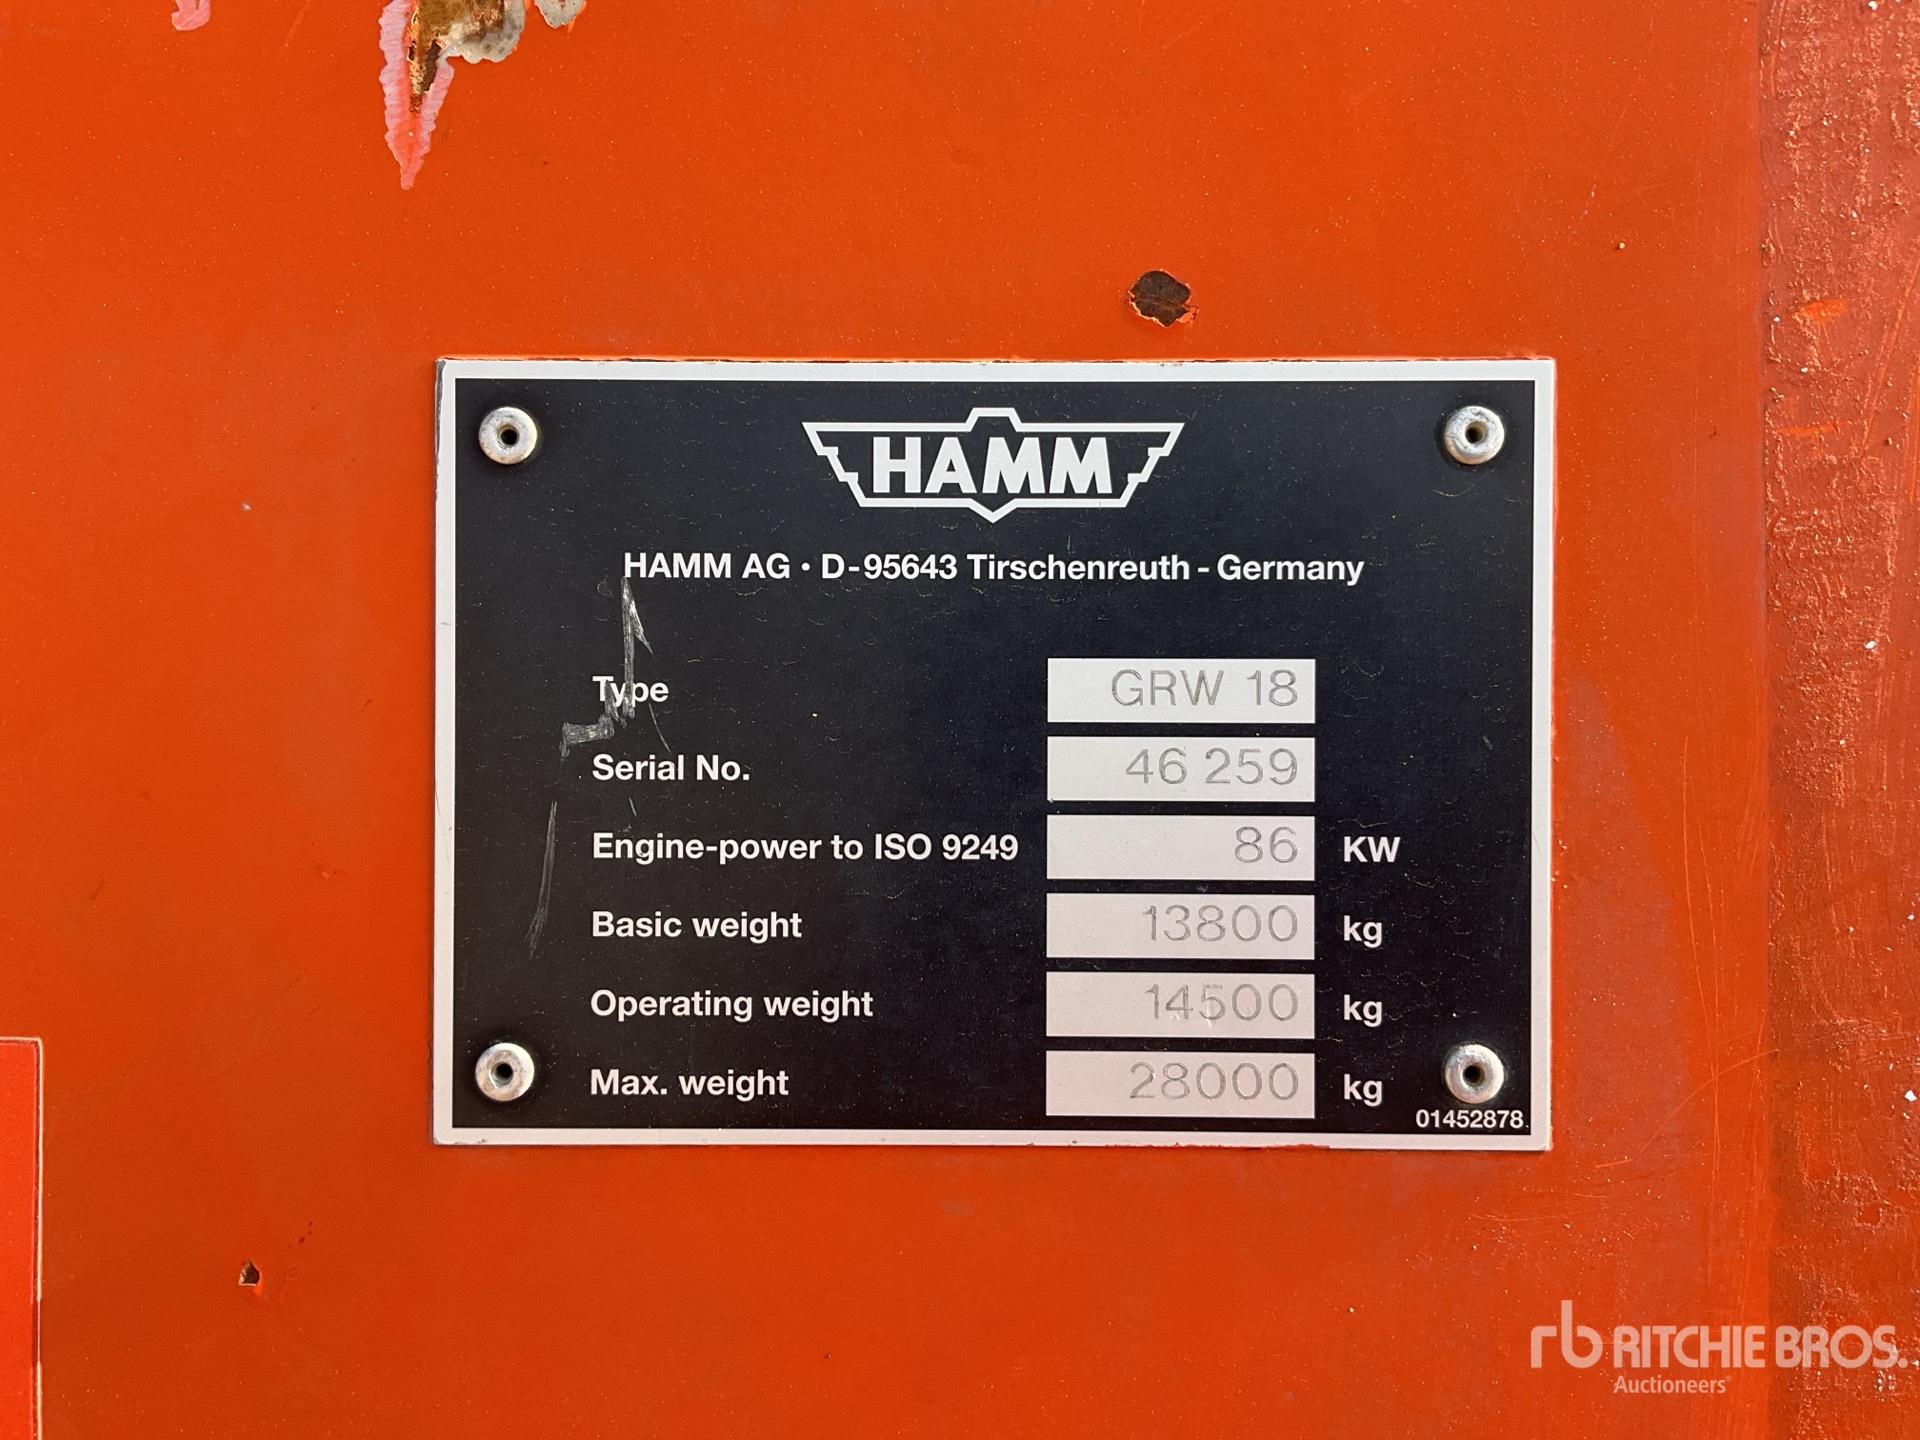 HAMM
HAMM AG • D-95643 Tirschenreuth - Germany
Type GRW 18
Serial No. 46 259
Engine-power to ISO 9249 86 KW
Basic weight 13800 kg
Operating weight 14500 kg
Max. weight 28000 kg
01452878
rb RITCHIE BROS.
Auctioneers